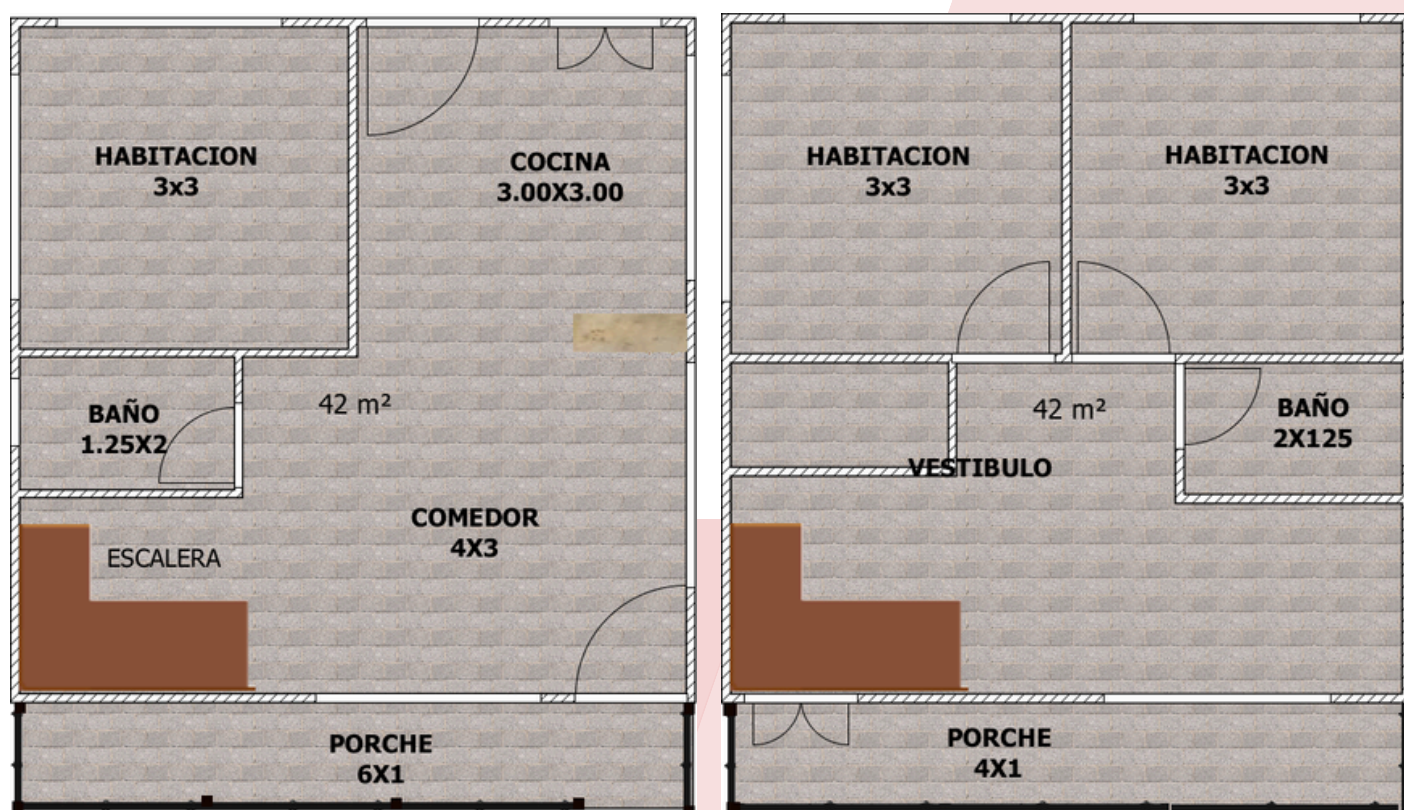 HABITACION
3x3
COCINA
3.00X3.00
BAÑO
1.25X2
42 m²
COMEDOR
4X3
ESCALERA
PORCHE
6X1
HABITACION
3x3
HABITACION
3x3
42 m²
BAÑO
2X125
VESTIBULO
PORCHE
4X1